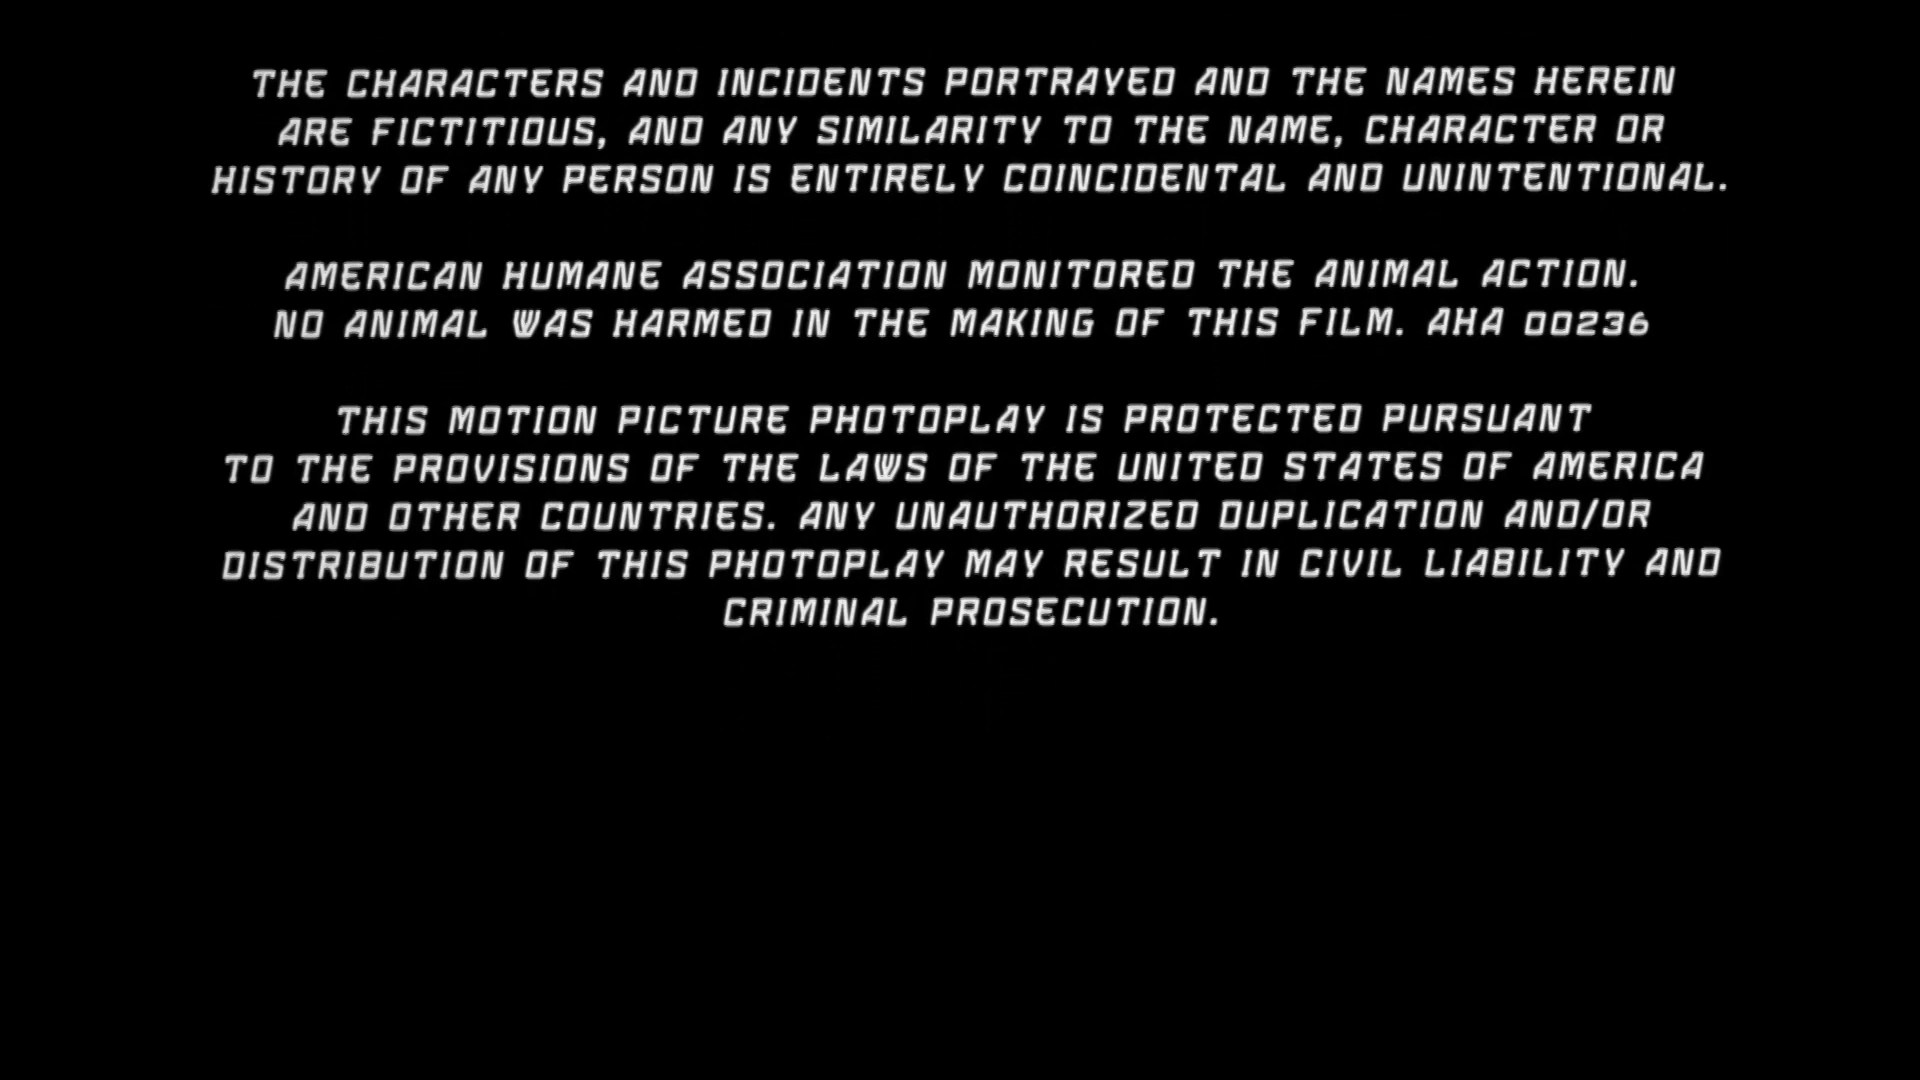 THE CHARACTERS AND INCIDENTS PORTRAYED AND THE NAMES HEREIN
ARE FICTITIOUS, AND ANY SIMILARITY TO THE NAME, CHARACTER OR
HISTORY OF ANY PERSON IS ENTIRELY COINCIDENTAL AND UNINTENTIONAL.
AMERICAN HUMANE ASSOCIATION MONITORED THE ANIMAL ACTION.
NO ANIMAL WAS HARMED IN THE MAKING OF THIS FILM. AHA 00236
THIS MOTION PICTURE PHOTOPLAY IS PROTECTED PURSUANT
TO THE PROVISIONS OF THE LAWS OF THE UNITED STATES OF AMERICA
AND OTHER COUNTRIES. ANY UNAUTHORIZED DUPLICATION AND/OR
DISTRIBUTION OF THIS PHOTOPLAY MAY RESULT IN CIVIL LIABILITY AND
CRIMINAL PROSECUTION.